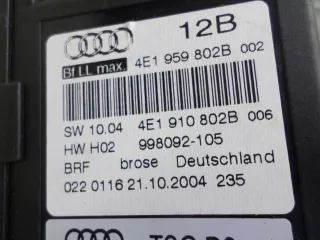 12B
Bf LL max. 4E1 959 802B 002
SW 10.04 4E1 910 802B 006
HW H02 998092-105
BRF brose Deutschland
022 0116 21.10.2004 235